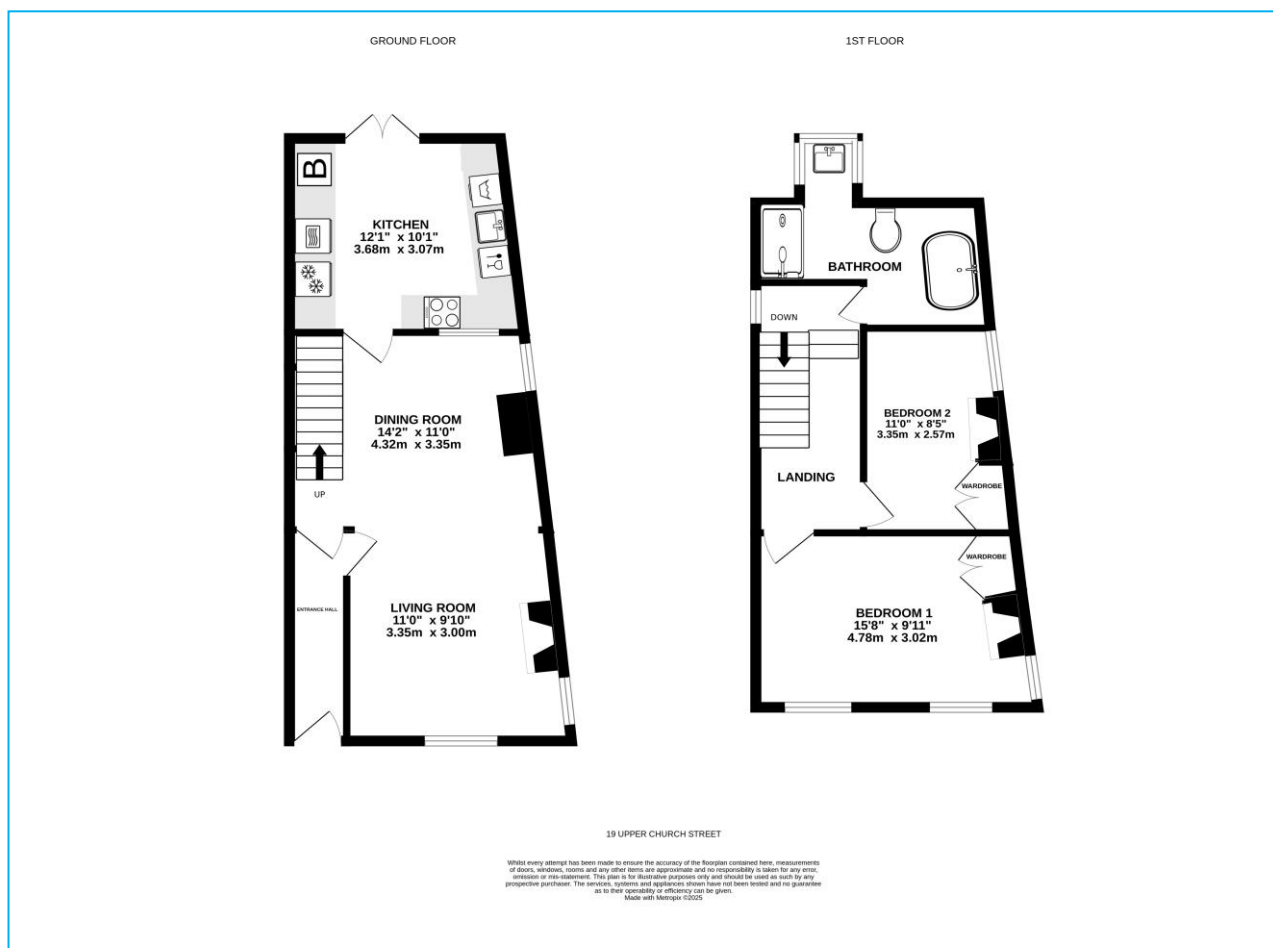 GROUND FLOOR
1ST FLOOR
B
KITCHEN
12'1" x 10'1"
3.68m x 3.07m
DINING ROOM
14'2" x 11'0"
4.32m x 3.35m
UP
ENTRANCE HALL
LIVING ROOM
11'0" x 9'10"
3.35m x 3.00m
BATHROOM
DOWN
BEDROOM 2
11'0" x 8'5"
3.35m x 2.57m
LANDING
WARDROBE
WARDROBE
BEDROOM 1
15'8" x 9'11"
4.78m x 3.02m
19 UPPER CHURCH STREET
Whilst every attempt has been made to ensure the accuracy of the floorplan contained here, measurements
of doors, windows, rooms and any other items are approximate and no responsibility is taken for any error,
omission or mis-statement. This plan is for illustrative purposes only and should be used as such by any
prospective purchaser. The services, systems and appliances shown have not been tested and no guarantee
as to their operability or efficiency can be given.
Made with Metropix ©2025